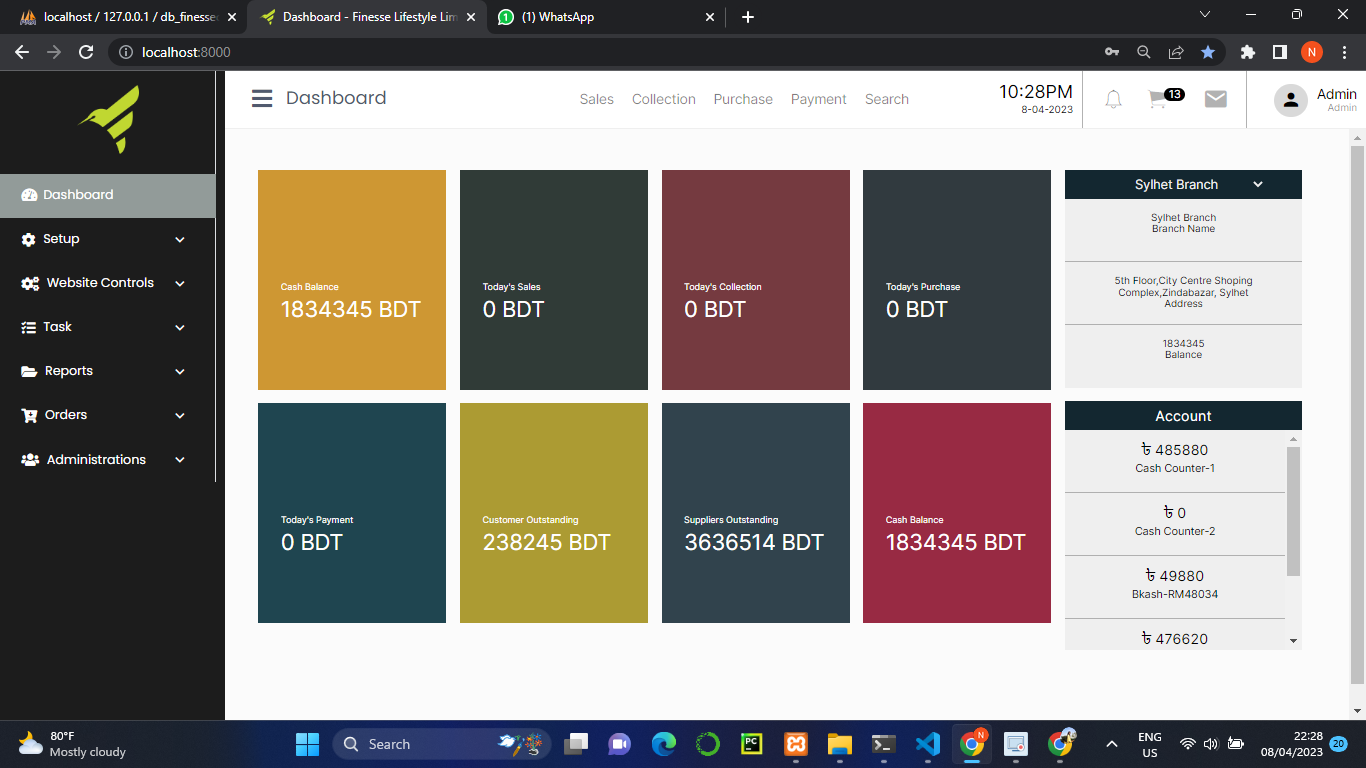 localhost / 127.0.0.1 / db_finesse
Dashboard - Finesse Lifestyle Lim
(1) WhatsApp
localhost:8000
N
Dashboard
Sales
Collection
Purchase
Payment
Search
10:28PM
8-04-2023
13
Admin
Admin
Dashboard
Setup
Website Controls
Task
Reports
Orders
Administrations
Cash Balance
1834345 BDT
Today's Sales
0 BDT
Today's Collection
0 BDT
Today's Purchase
0 BDT
Today's Payment
0 BDT
Customer Outstanding
238245 BDT
Suppliers Outstanding
3636514 BDT
Cash Balance
1834345 BDT
Sylhet Branch
Sylhet Branch
Branch Name
5th Floor,City Centre Shoping
Complex,Zindabazar, Sylhet
Address
1834345
Balance
Account
৳ 485880
Cash Counter-1
৳ 0
Cash Counter-2
৳ 49880
Bkash-RM48034
৳ 476620
80°F
Mostly cloudy
Search
PC
N
ENG
US
22:28
08/04/2023
20